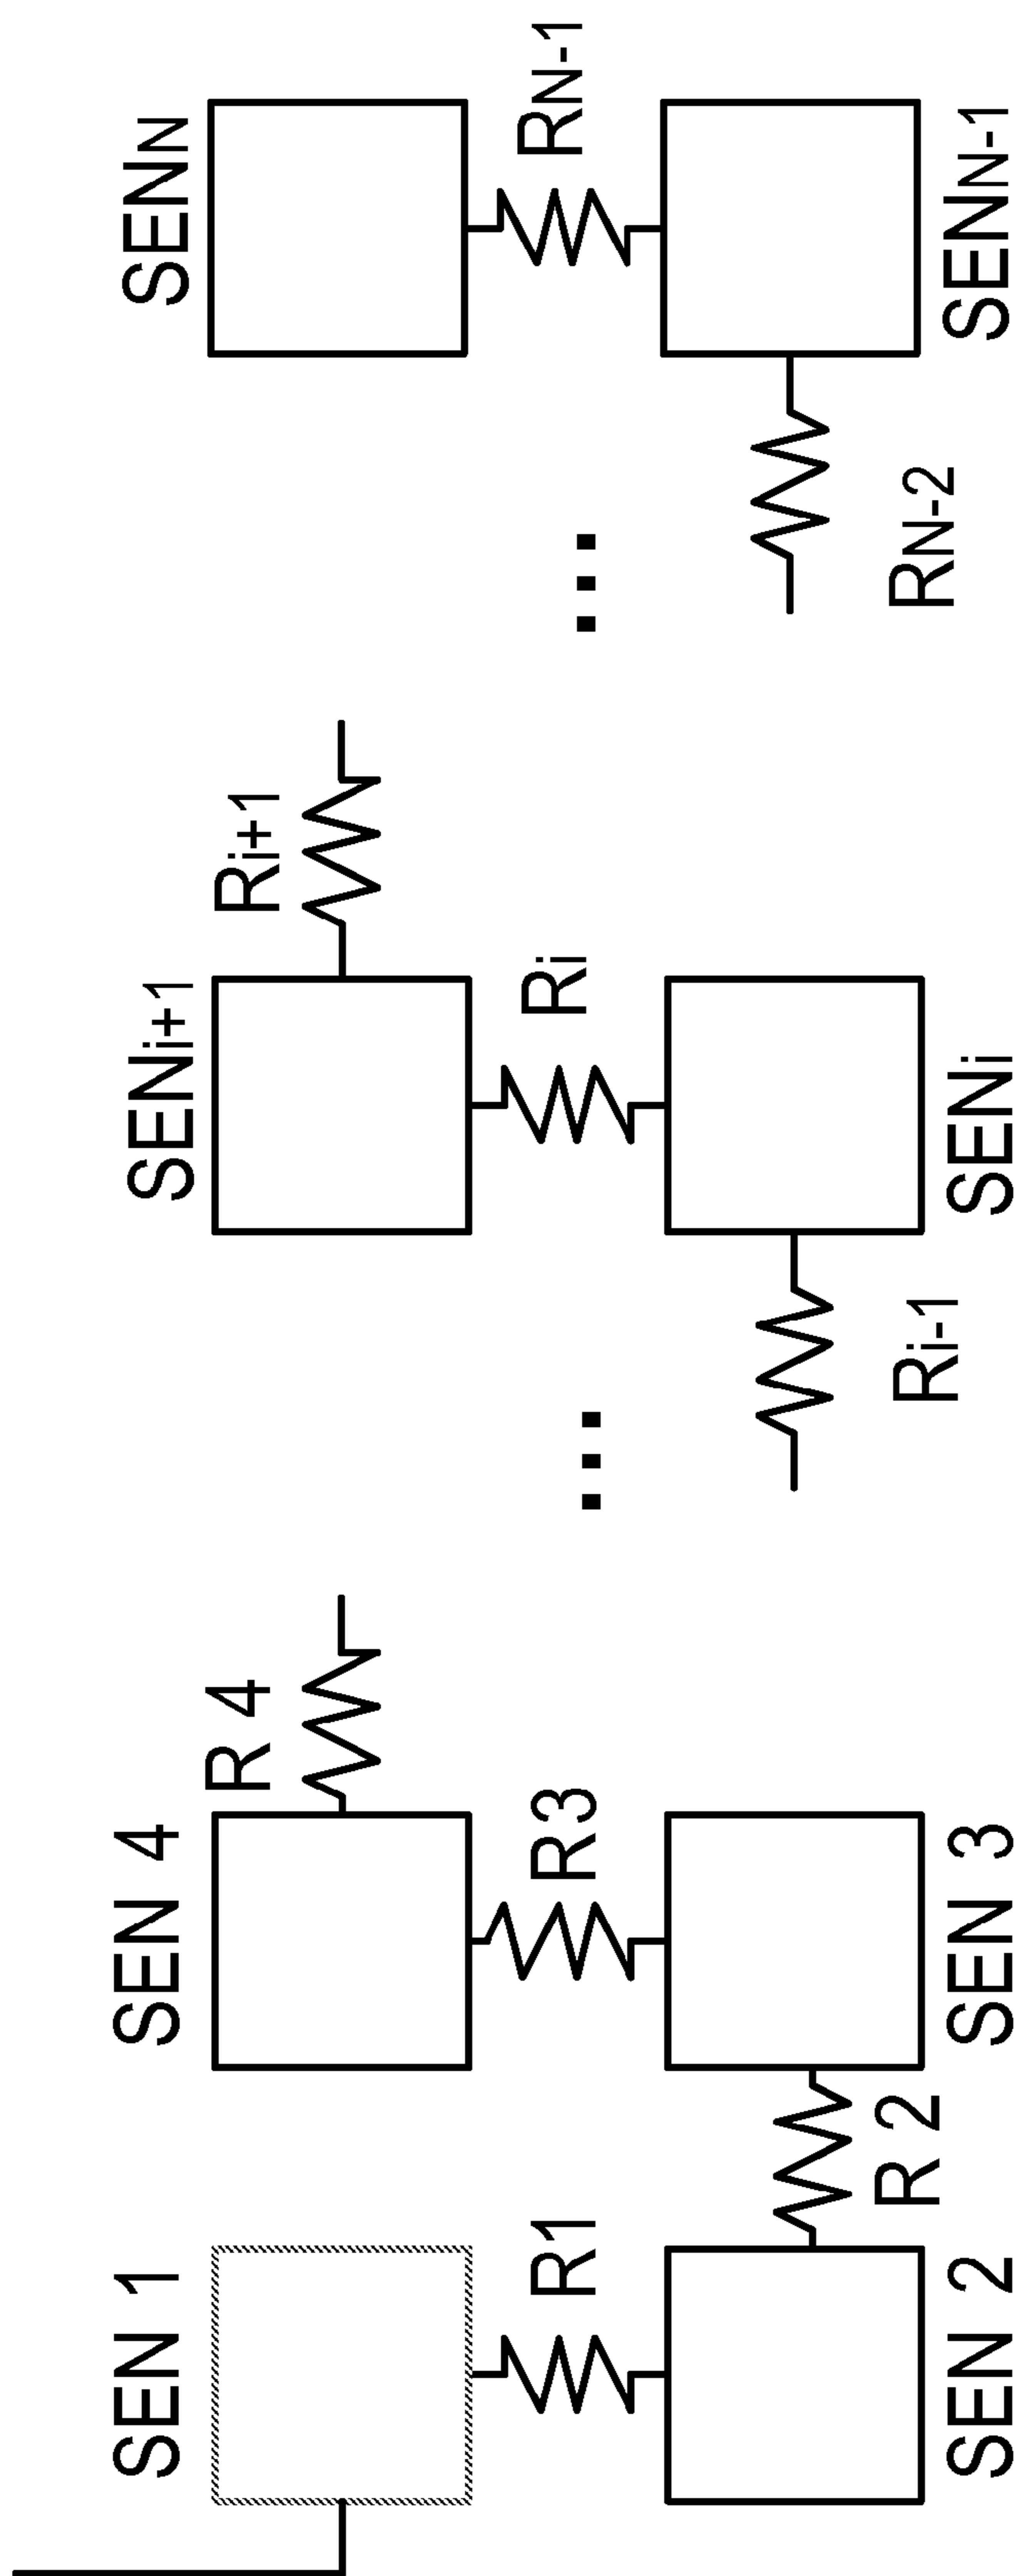 SEN 1
SEN 4
SENi+1
SENN
R 4
Ri+1
R1
R3
Ri
RN-1
R 2
Ri-1
RN-2
SEN 2
SEN 3
SENi
SENN-1